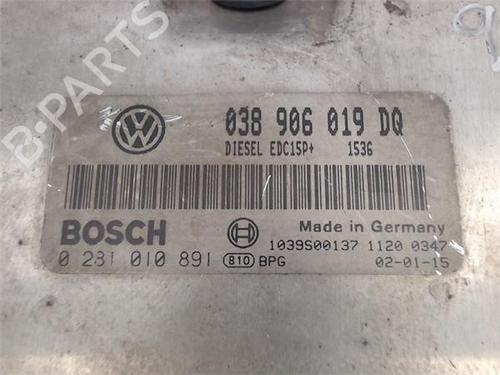 038 906 019 DQ
DIESEL EDC15P+ 1536
BOSCH
Made in Germany
1039S00137 1120 0347
0 281 010 891 810 BPG 02-01-15
B-PARTS